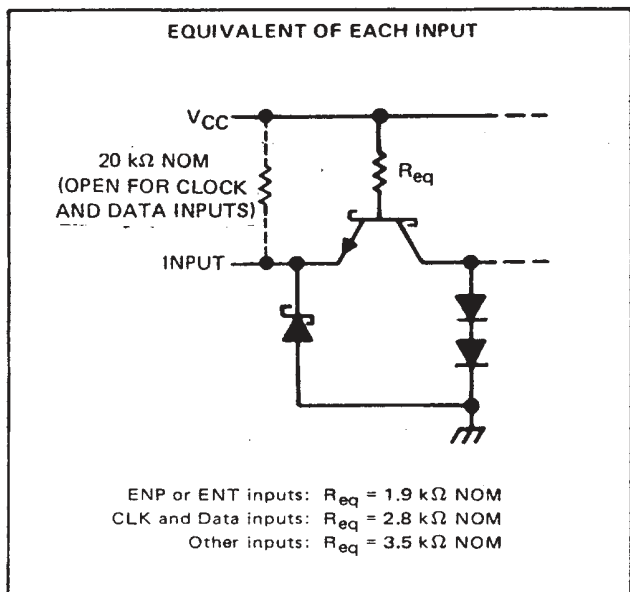 EQUIVALENT OF EACH INPUT
VCC
20 kΩ NOM
(OPEN FOR CLOCK
AND DATA INPUTS)
Req
INPUT
ENP or ENT inputs: Req = 1.9 kΩ NOM
CLK and Data inputs: Req = 2.8 kΩ NOM
Other inputs: Req = 3.5 kΩ NOM